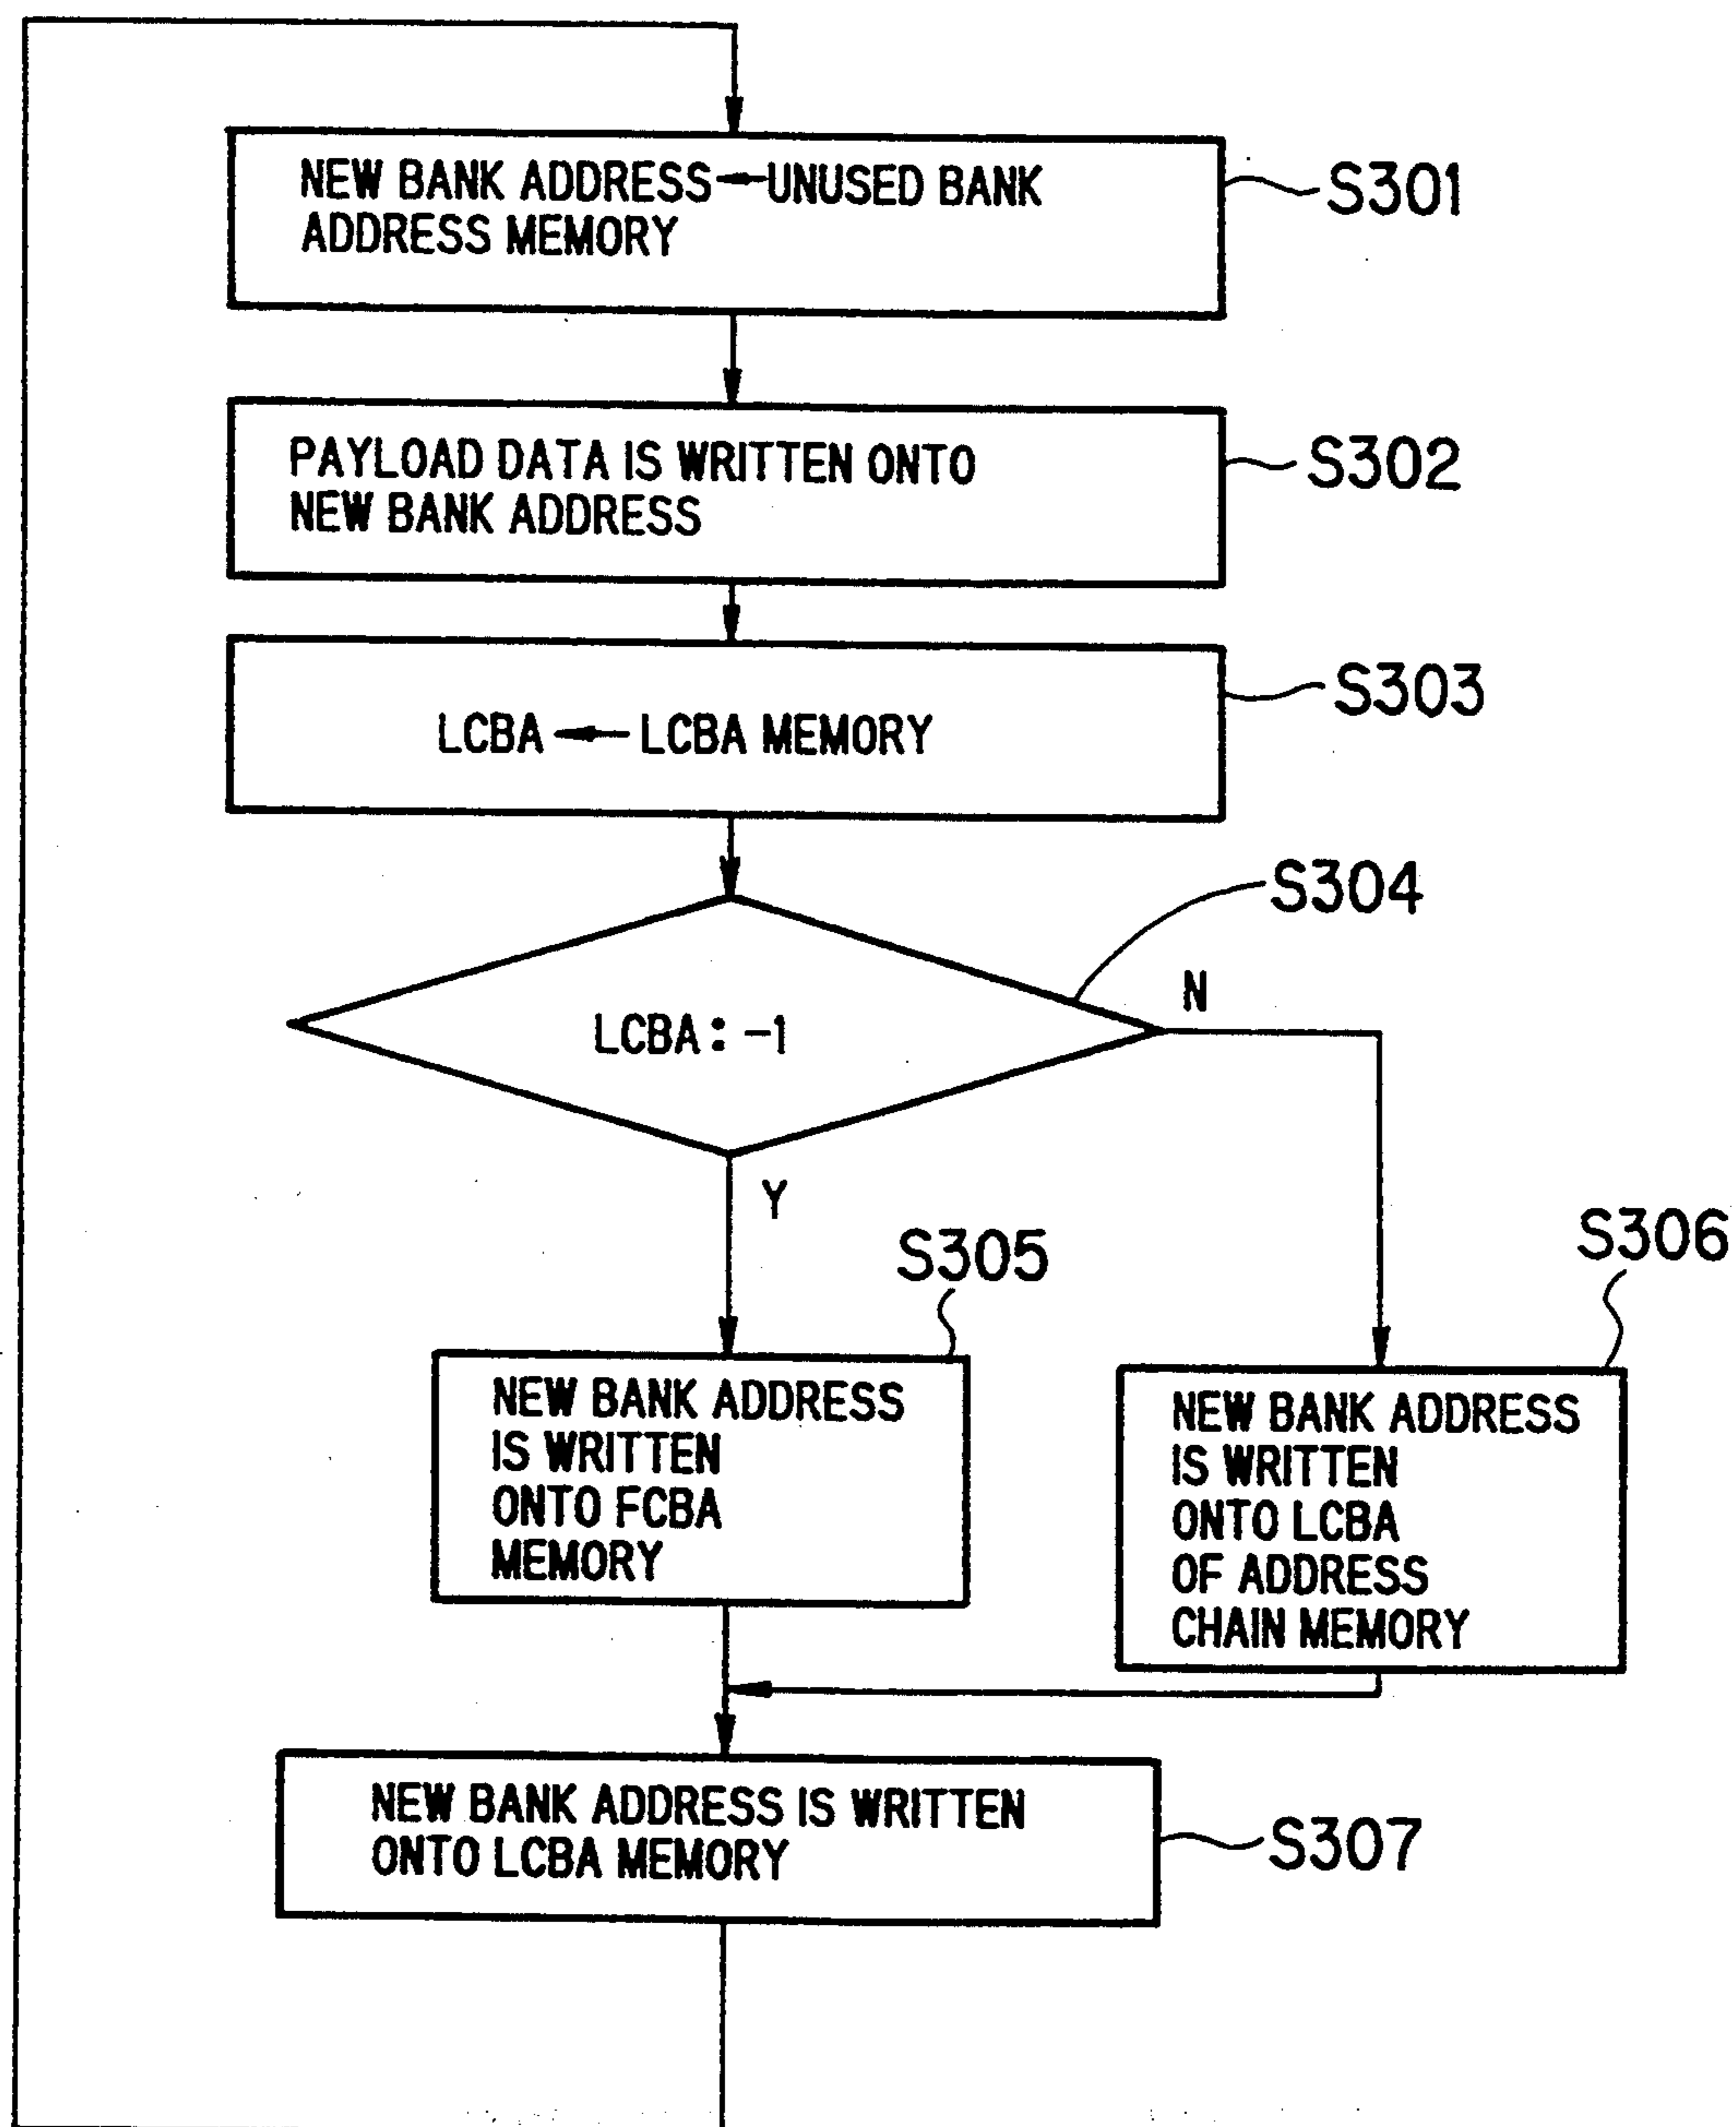 NEW BANK ADDRESS←UNUSED BANK
ADDRESS MEMORY
S301
PAYLOAD DATA IS WRITTEN ONTO
NEW BANK ADDRESS
S302
LCBA ← LCBA MEMORY
S303
S304
LCBA : -1
N
Y
S305
NEW BANK ADDRESS
IS WRITTEN
ONTO FCBA
MEMORY
S306
NEW BANK ADDRESS
IS WRITTEN
ONTO LCBA
OF ADDRESS
CHAIN MEMORY
NEW BANK ADDRESS IS WRITTEN
ONTO LCBA MEMORY
S307